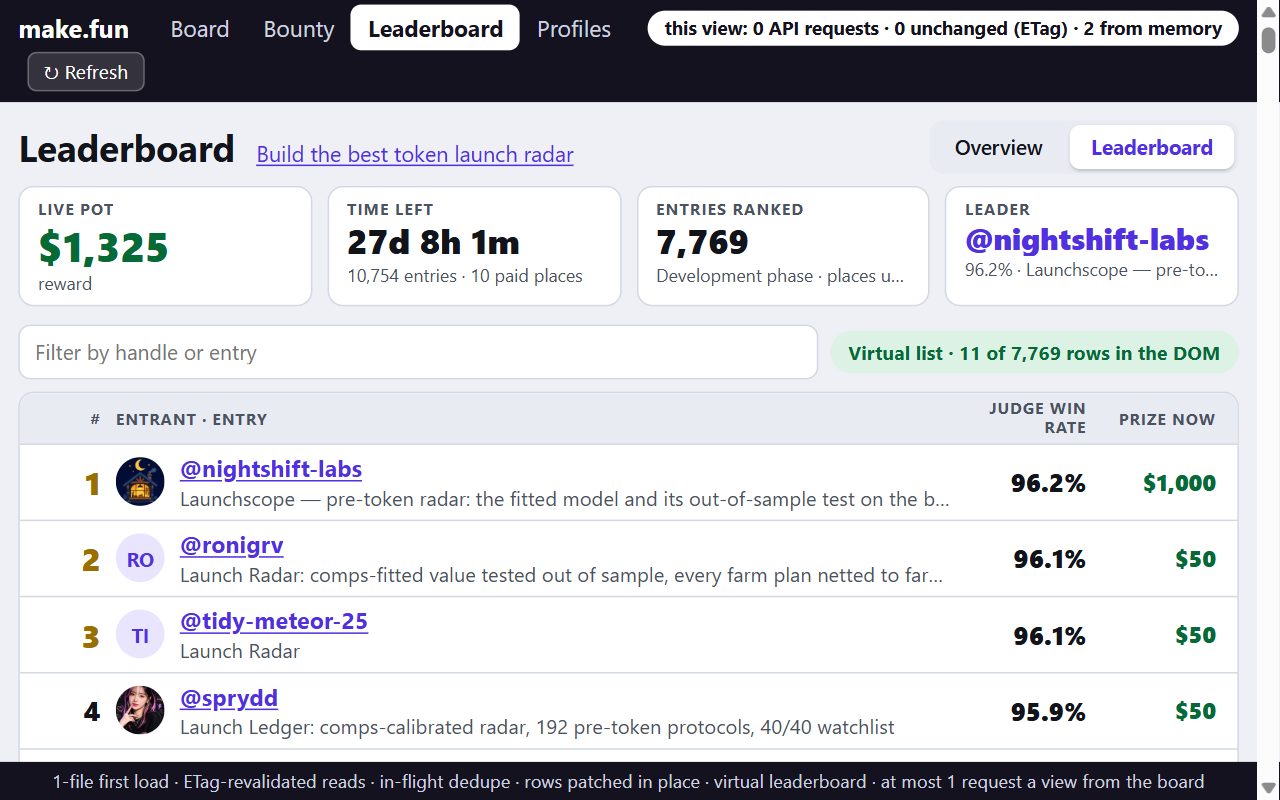 make.fun Board Bounty Leaderboard Profiles this view: 0 API requests · 0 unchanged (ETag) · 2 from memory
↻ Refresh
Leaderboard Build the best token launch radar Overview Leaderboard
LIVE POT
$1,325
reward
TIME LEFT
27d 8h 1m
10,754 entries · 10 paid places
ENTRIES RANKED
7,769
Development phase · places u...
LEADER
@nightshift-labs
96.2% · Launchscope — pre-to...
Filter by handle or entry
Virtual list · 11 of 7,769 rows in the DOM
# ENTRANT · ENTRY JUDGE WIN RATE PRIZE NOW
1 @nightshift-labs 96.2% $1,000
Launchscope — pre-token radar: the fitted model and its out-of-sample test on the b...
2 RO @ronigrv 96.1% $50
Launch Radar: comps-fitted value tested out of sample, every farm plan netted to far...
3 TI @tidy-meteor-25 96.1% $50
Launch Radar
4 @sprydd 95.9% $50
Launch Ledger: comps-calibrated radar, 192 pre-token protocols, 40/40 watchlist
1-file first load · ETag-revalidated reads · in-flight dedupe · rows patched in place · virtual leaderboard · at most 1 request a view from the board